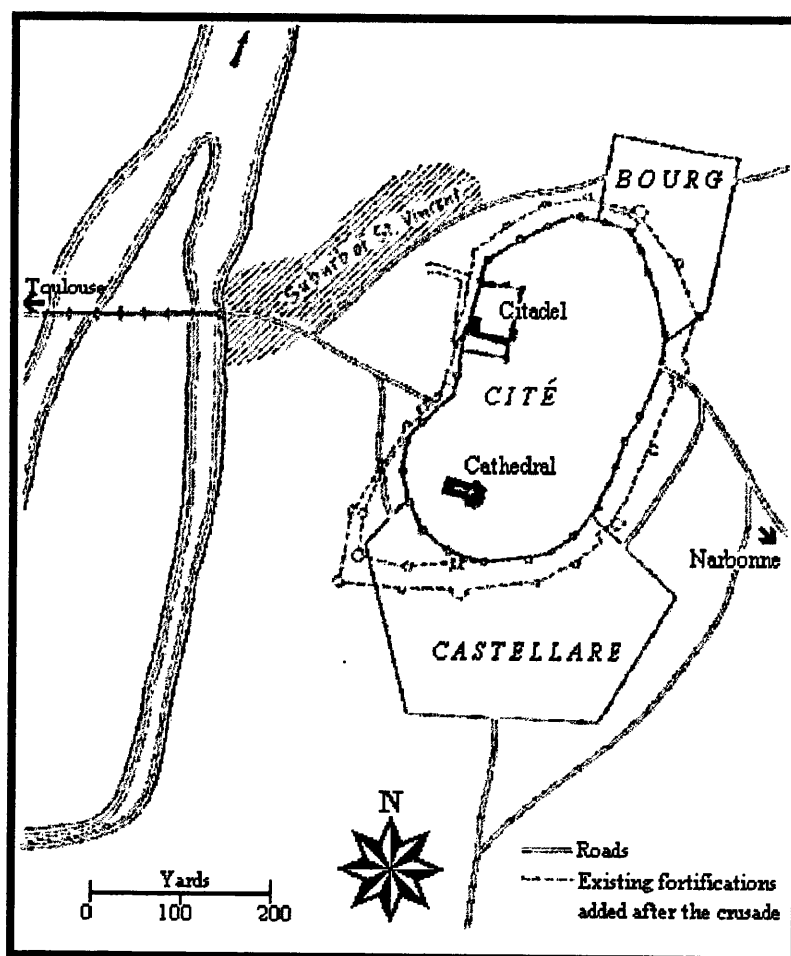 BOURG
Suburb of St. Vincent
Toulouse
Citadel
CITÉ
Cathedral
Narbonne
CASTELLARE
N
Yards
0 100 200
Roads
Existing fortifications
added after the crusade